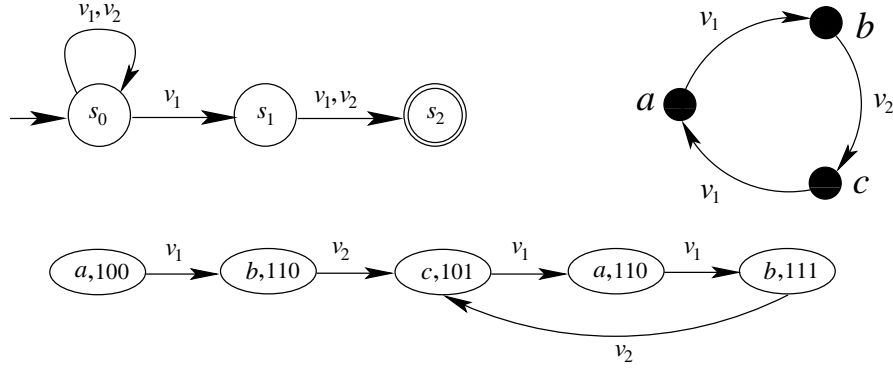 v₁,v₂
s₀
v₁
s₁
v₁,v₂
s₂
v₁
b
a
v₂
v₁
c
a,100
v₁
b,110
v₂
c,101
v₁
a,110
v₁
b,111
v₂